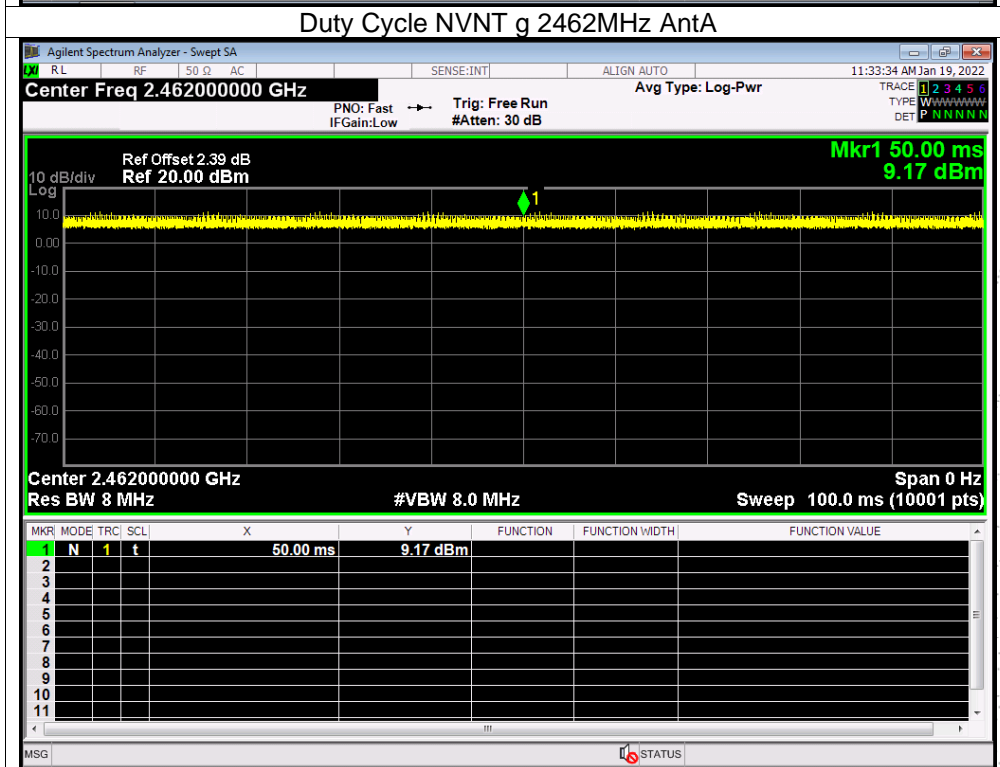 Duty Cycle NVNT g 2462MHz AntA
Agilent Spectrum Analyzer - Swept SA
LXI RL RF 50 Ω AC SENSE:INT ALIGN AUTO 11:33:34 AM Jan 19, 2022
Center Freq 2.462000000 GHz Avg Type: Log-Pwr TRACE 1 2 3 4 5 6
PNO: Fast Trig: Free Run TYPE WWWWWW
IFGain:Low #Atten: 30 dB DET P N N N N N
Mkr1 50.00 ms
Ref Offset 2.39 dB
10 dB/div Ref 20.00 dBm 9.17 dBm
Log
1
10.0
0.00
-10.0
-20.0
-30.0
-40.0
-50.0
-60.0
-70.0
Center 2.462000000 GHz Span 0 Hz
Res BW 8 MHz #VBW 8.0 MHz Sweep 100.0 ms (10001 pts)
MKR MODE TRC SCL X Y FUNCTION FUNCTION WIDTH FUNCTION VALUE
1 N 1 t 50.00 ms 9.17 dBm
2
3
4
5
6
7
8
9
10
11
MSG STATUS